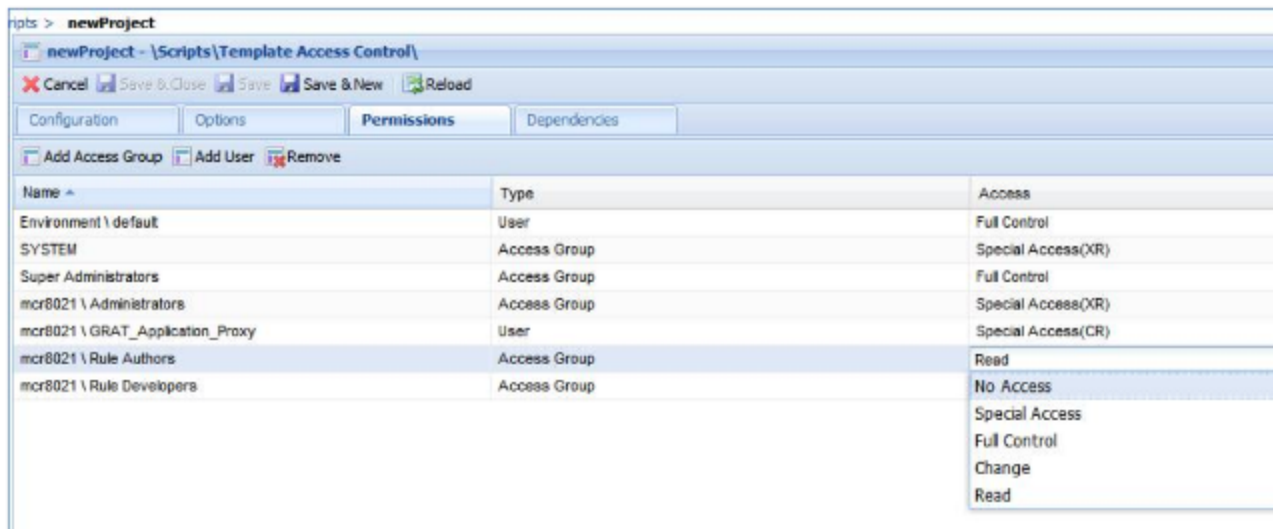 ripts > newProject
newProject - \Scripts\Template Access Control\
Cancel Save & Close Save Save & New Reload
Configuration Options Permissions Dependencies
Add Access Group Add User Remove
Name Type Access
Environment \ default User Full Control
SYSTEM Access Group Special Access(XR)
Super Administrators Access Group Full Control
mcr8021 \ Administrators Access Group Special Access(XR)
mcr8021 \ GRAT_Application_Proxy User Special Access(CR)
mcr8021 \ Rule Authors Access Group Read
mcr8021 \ Rule Developers Access Group No Access
Special Access
Full Control
Change
Read